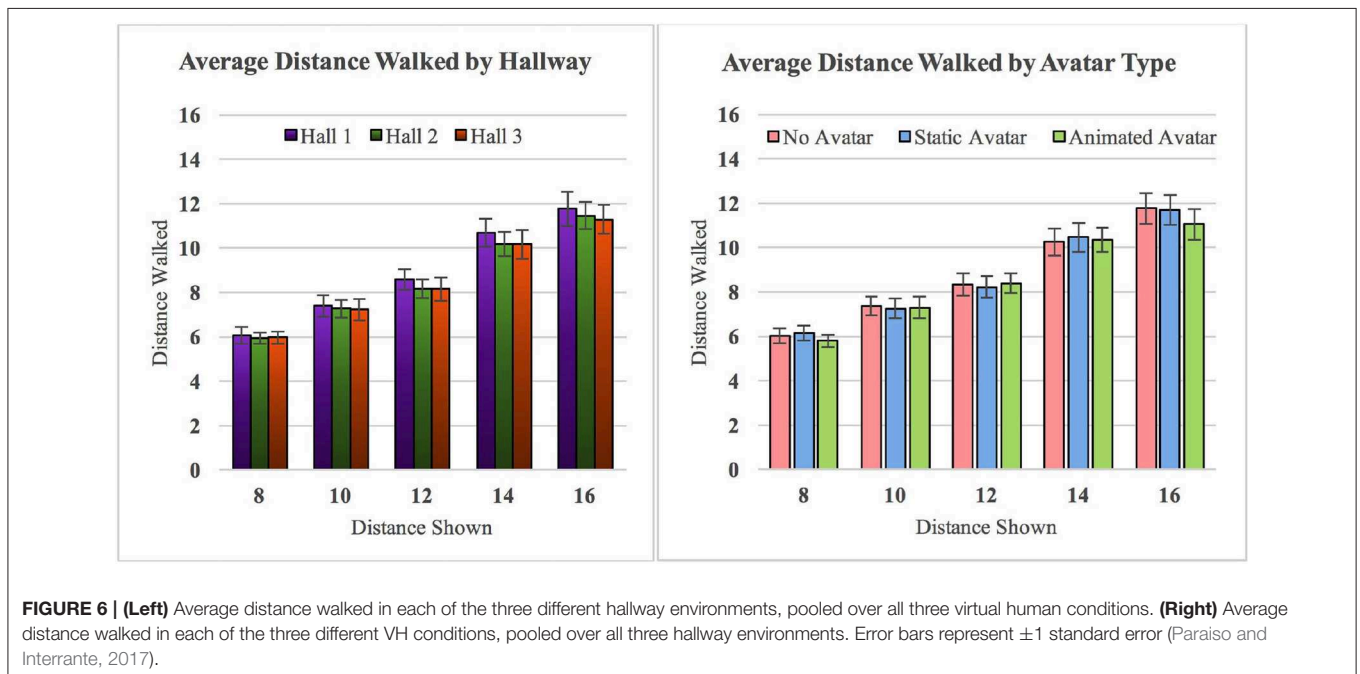 Average Distance Walked by Hallway
16
14
12
10
8
6
4
2
0
Distance Walked
Hall 1 Hall 2 Hall 3
8 10 12 14 16
Distance Shown
Average Distance Walked by Avatar Type
16
14
12
10
8
6
4
2
0
Distance Walked
No Avatar Static Avatar Animated Avatar
8 10 12 14 16
Distance Shown
FIGURE 6 | (Left) Average distance walked in each of the three different hallway environments, pooled over all three virtual human conditions. (Right) Average
distance walked in each of the three different VH conditions, pooled over all three hallway environments. Error bars represent ±1 standard error (Paraiso and
Interrante, 2017).